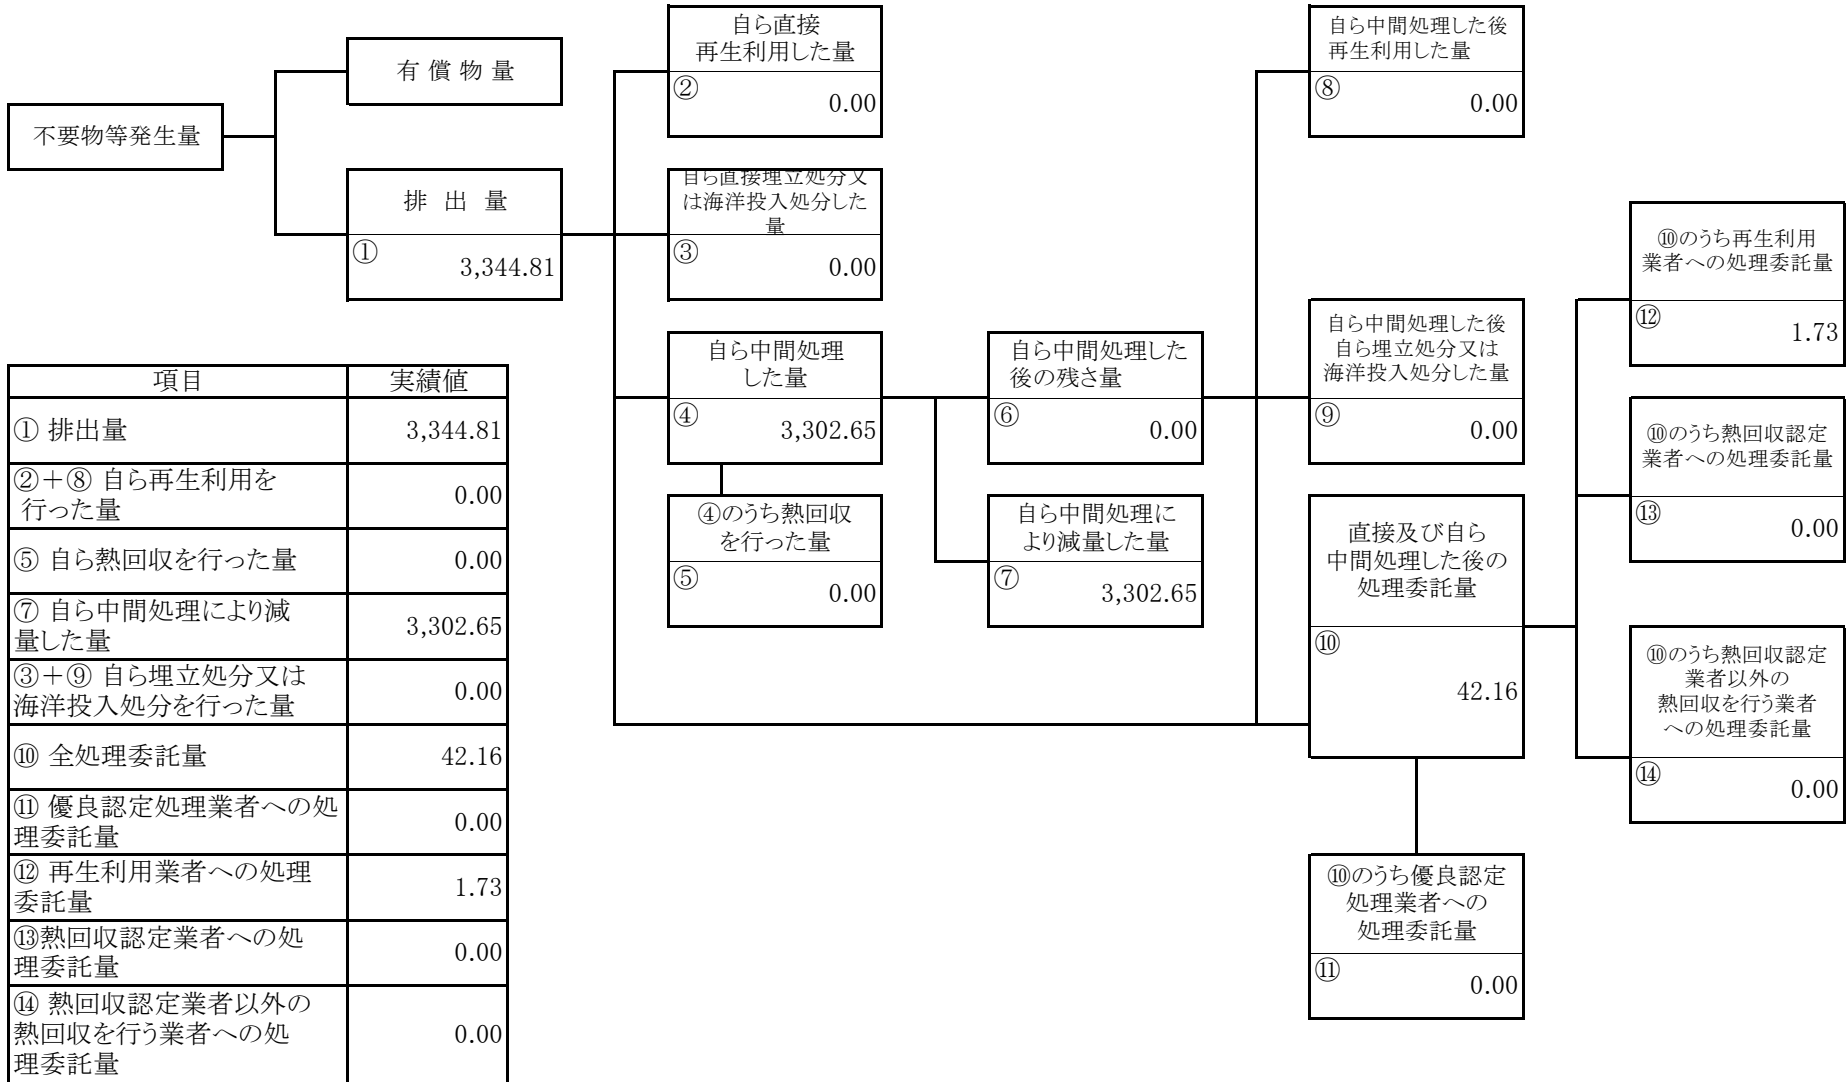 不要物等発生量
有 償 物 量
排 出 量
①
3,344.81
自ら直接
再生利用した量
②
0.00
自ら直接埋立処分又
は海洋投入処分した
量
③
0.00
自ら中間処理
した量
④
3,302.65
④のうち熱回収
を行った量
⑤
0.00
自ら中間処理した
後の残さ量
⑥
0.00
自ら中間処理に
より減量した量
⑦
3,302.65
自ら中間処理した後
再生利用した量
⑧
0.00
自ら中間処理した後
自ら埋立処分又は
海洋投入処分した量
⑨
0.00
直接及び自ら
中間処理した後の
処理委託量
⑩
42.16
⑩のうち優良認定
処理業者への
処理委託量
⑪
0.00
⑩のうち再生利用
業者への処理委託量
⑫
1.73
⑩のうち熱回収認定
業者への処理委託量
⑬
0.00
⑩のうち熱回収認定
業者以外の
熱回収を行う業者
への処理委託量
⑭
0.00
項目 実績値
① 排出量 3,344.81
②＋⑧ 自ら再生利用を
行った量 0.00
⑤ 自ら熱回収を行った量 0.00
⑦ 自ら中間処理により減
量した量 3,302.65
③＋⑨ 自ら埋立処分又は
海洋投入処分を行った量 0.00
⑩ 全処理委託量 42.16
⑪ 優良認定処理業者への処
理委託量 0.00
⑫ 再生利用業者への処理
委託量 1.73
⑬熱回収認定業者への処
理委託量 0.00
⑭ 熱回収認定業者以外の
熱回収を行う業者への処
理委託量 0.00